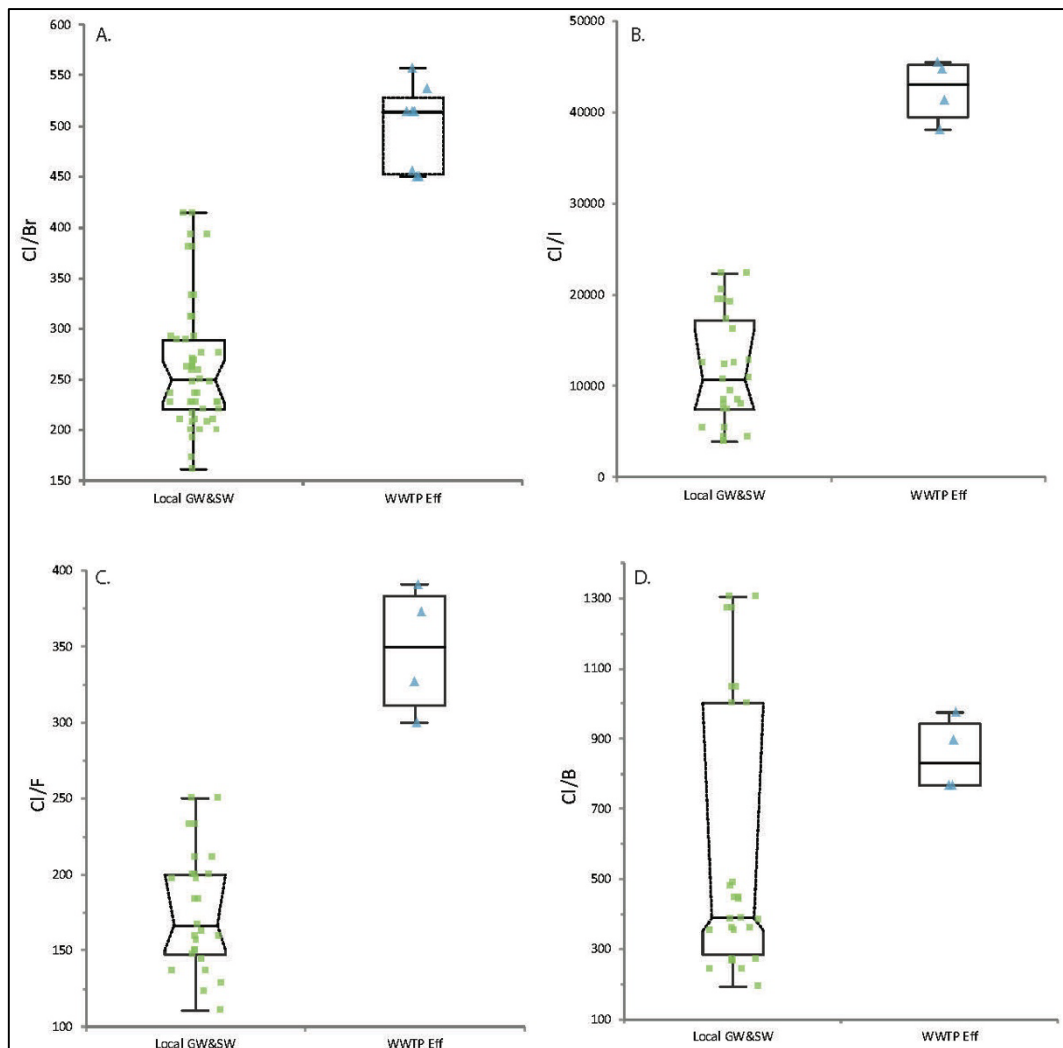 A.
600
550
500
450
400
350
300
250
200
150
Cl/Br
Local GW&SW
WWTP Eff
B.
50000
40000
30000
20000
10000
0
Cl/I
Local GW&SW
WWTP Eff
C.
400
350
300
250
200
150
100
Cl/F
Local GW&SW
WWTP Eff
D.
1300
1100
900
700
500
300
100
Cl/B
Local GW&SW
WWTP Eff